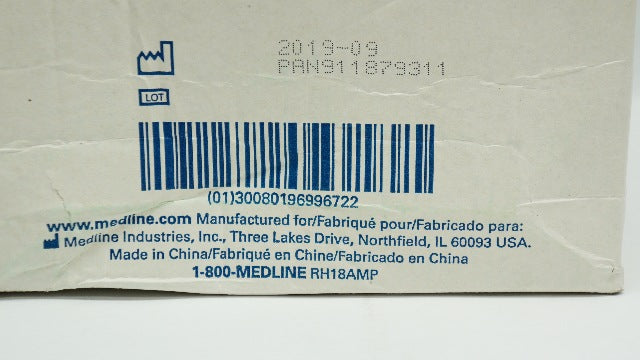 2019-09
PAN911879311
LOT
(01)30080196996722
www.medline.com Manufactured for/Fabriqué pour/Fabricado para:
Medline Industries, Inc., Three Lakes Drive, Northfield, IL 60093 USA.
Made in China/Fabriqué en Chine/Fabricado en China
1-800-MEDLINE RH18AMP